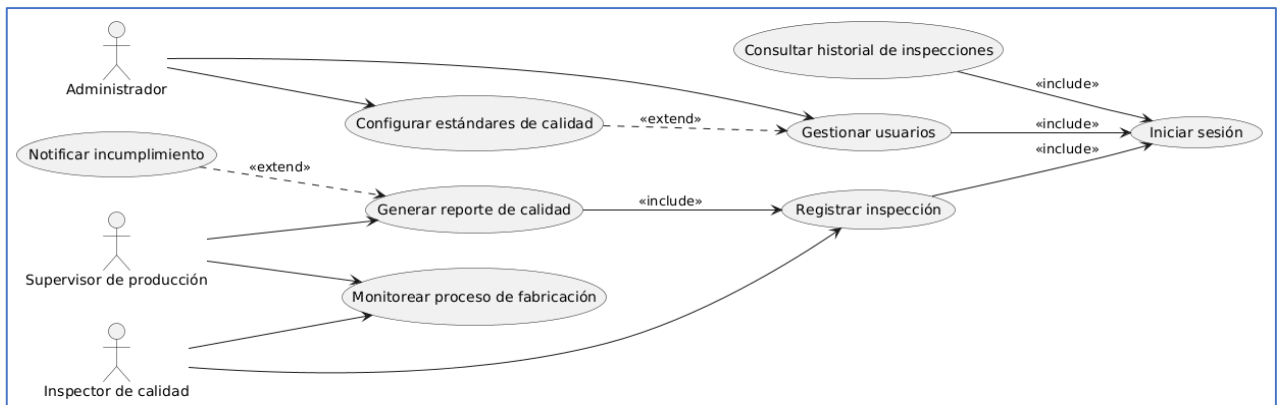 Administrador
Consultar historial de inspecciones
«include»
Configurar estándares de calidad
«extend»
Gestionar usuarios
«include»
Iniciar sesión
«include»
Notificar incumplimiento
«extend»
Generar reporte de calidad
«include»
Registrar inspección
Supervisor de producción
Monitorear proceso de fabricación
Inspector de calidad